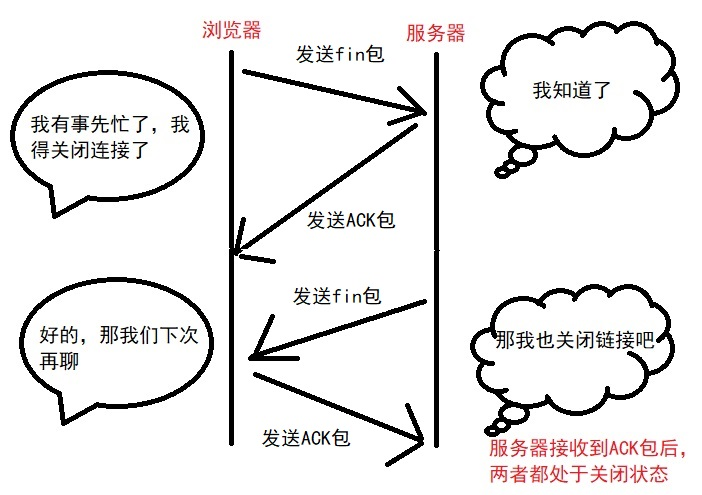 浏览器
服务器
发送fin包
我知道了
我有事先忙了，我
得关闭连接了
发送ACK包
发送fin包
好的，那我们下次
再聊
那我也关闭链接吧
发送ACK包
服务器接收到ACK包后，
两者都处于关闭状态